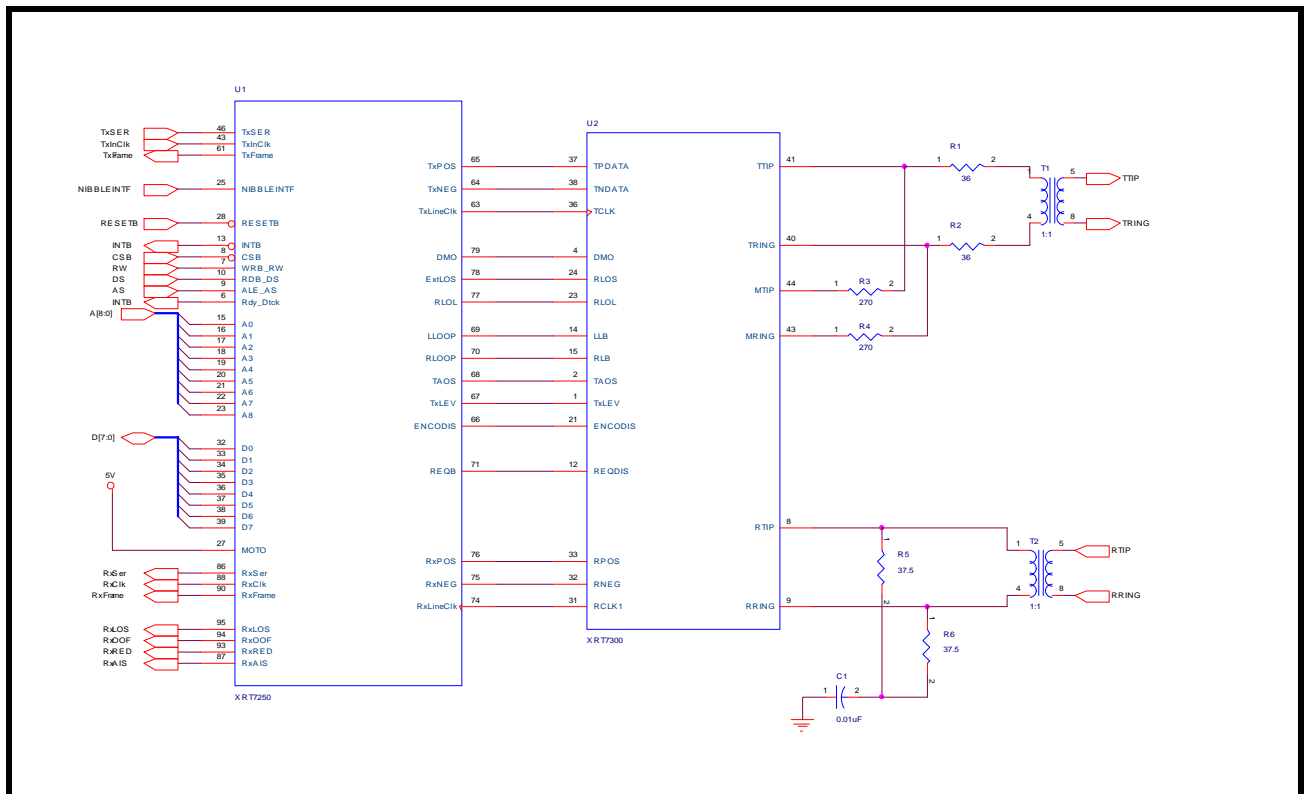 U1
TxSER 46 TxSER
TxInClk 43 TxInClk
TxFrame 61 TxFrame
NIBBLEINTF 25 NIBBLEINTF
RESETB 28 RESETB
INTB 13 INTB
CSB 8 CSB
RW 7 WRB_RW
DS 10 RDB_DS
AS 9 ALE_AS
INTB 6 Rdy_Dtck
A[8:0]
15 A0
16 A1
17 A2
18 A3
19 A4
20 A5
21 A6
22 A7
23 A8
D[7:0]
32 D0
33 D1
34 D2
35 D3
36 D4
37 D5
38 D6
39 D7
5V
27 MOTO
RxSer 86 RxSer
RxClk 88 RxClk
RxFrame 90 RxFrame
RxLOS 95 RxLOS
RxOOF 94 RxOOF
RxRED 93 RxRED
RxAIS 87 RxAIS
XRT7250
U2
TxPOS 65 37 TPDATA
TxNEG 64 38 TNDATA
TxLineClk 63 36 TCLK
DMO 79 4 DMO
ExtLOS 78 24 RLOS
RLOL 77 23 RLOL
LLOOP 69 14 LLB
RLOOP 70 15 RLB
TAOS 68 2 TAOS
TxLEV 67 1 TxLEV
ENCODIS 66 21 ENCODIS
REQB 71 12 REQDIS
RxPOS 76 33 RPOS
RxNEG 75 32 RNEG
RxLineClk 74 31 RCLK1
XRT7300
TTIP 41
TRING 40
MTIP 44
MRING 43
RTIP 8
RRING 9
R1
1 2
36
R2
1 2
36
R3
1 2
270
R4
1 2
270
T1
1 5
4 8
1:1
TTIP
TRING
R5
37.5
1
2
R6
37.5
1
2
T2
1 5
4 8
1:1
RTIP
RRING
C1
1 2
0.01uF